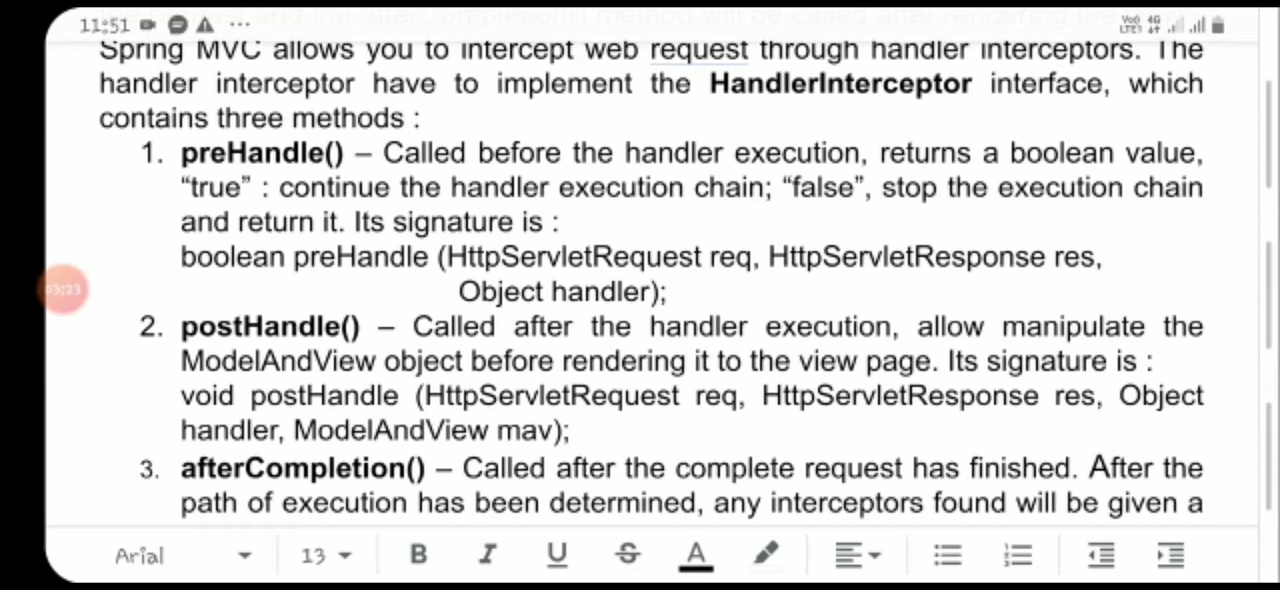 11:51
Spring MVC allows you to intercept web request through handler interceptors. The
handler interceptor have to implement the HandlerInterceptor interface, which
contains three methods :
1. preHandle() – Called before the handler execution, returns a boolean value,
“true” : continue the handler execution chain; “false”, stop the execution chain
and return it. Its signature is :
boolean preHandle (HttpServletRequest req, HttpServletResponse res,
Object handler);
03:23
2. postHandle() – Called after the handler execution, allow manipulate the
ModelAndView object before rendering it to the view page. Its signature is :
void postHandle (HttpServletRequest req, HttpServletResponse res, Object
handler, ModelAndView mav);
3. afterCompletion() – Called after the complete request has finished. After the
path of execution has been determined, any interceptors found will be given a
Arial 13 B I U S A